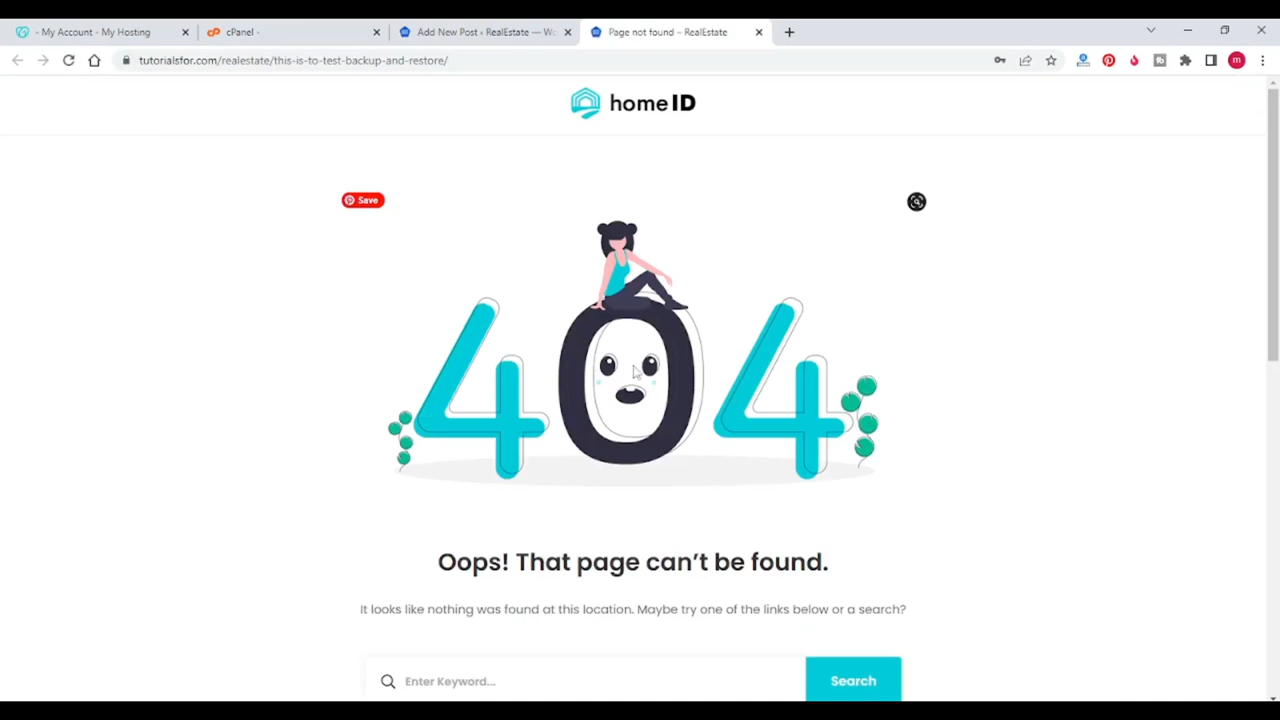 - My Account - My Hosting
cPanel -
Add New Post ‹ RealEstate — Wo
Page not found – RealEstate
tutorialsfor.com/realestate/this-is-to-test-backup-and-restore/
m
homeID
Save
404
Oops! That page can't be found.
It looks like nothing was found at this location. Maybe try one of the links below or a search?
Enter Keyword...
Search